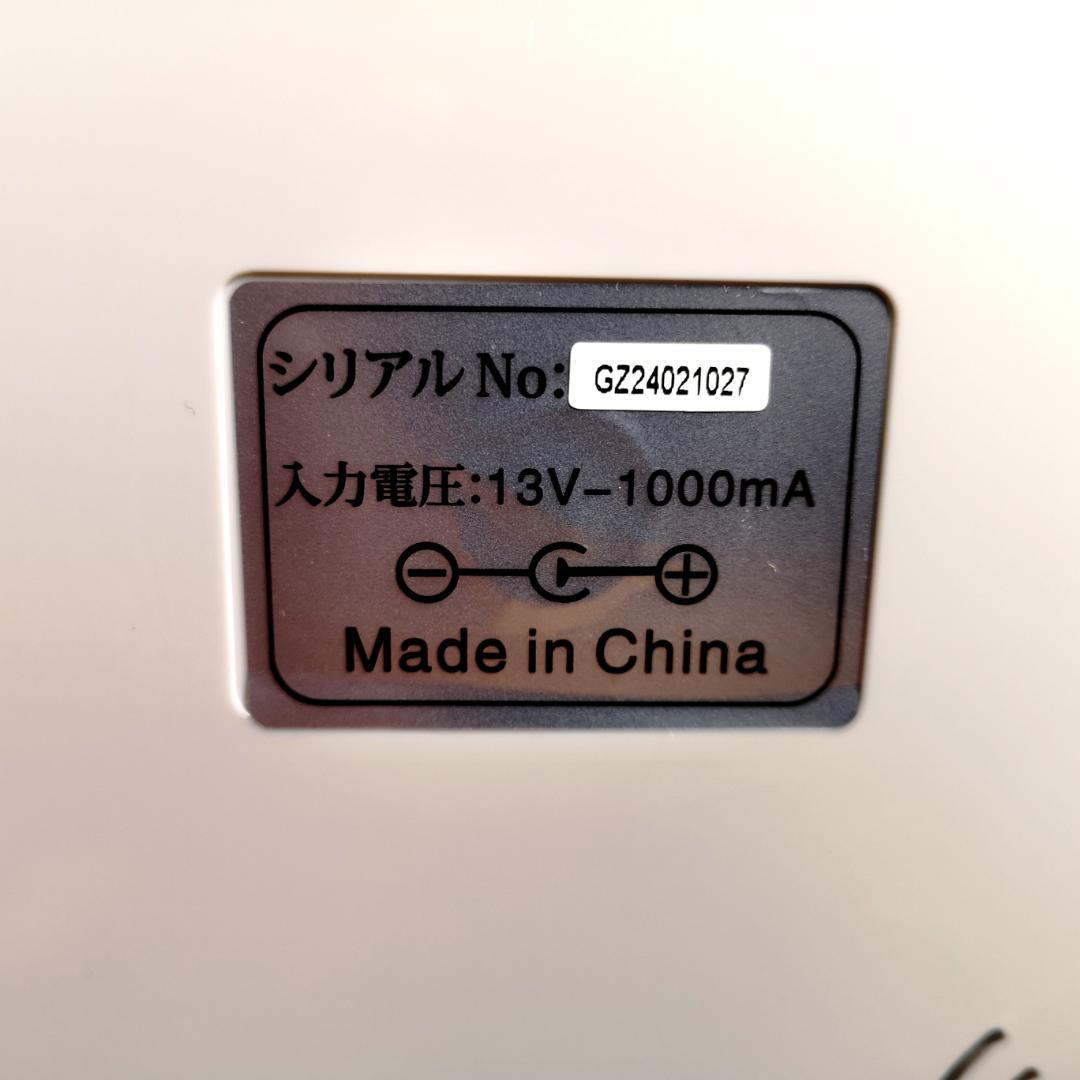 シリアル No: GZ24021027
入力電圧:13V–1000mA
Made in China